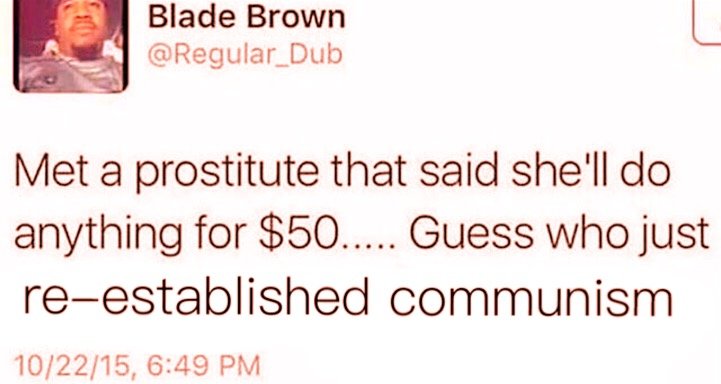 Blade Brown
@Regular_Dub
Met a prostitute that said she'll do
anything for $50..... Guess who just
re–established communism
10/22/15, 6:49 PM